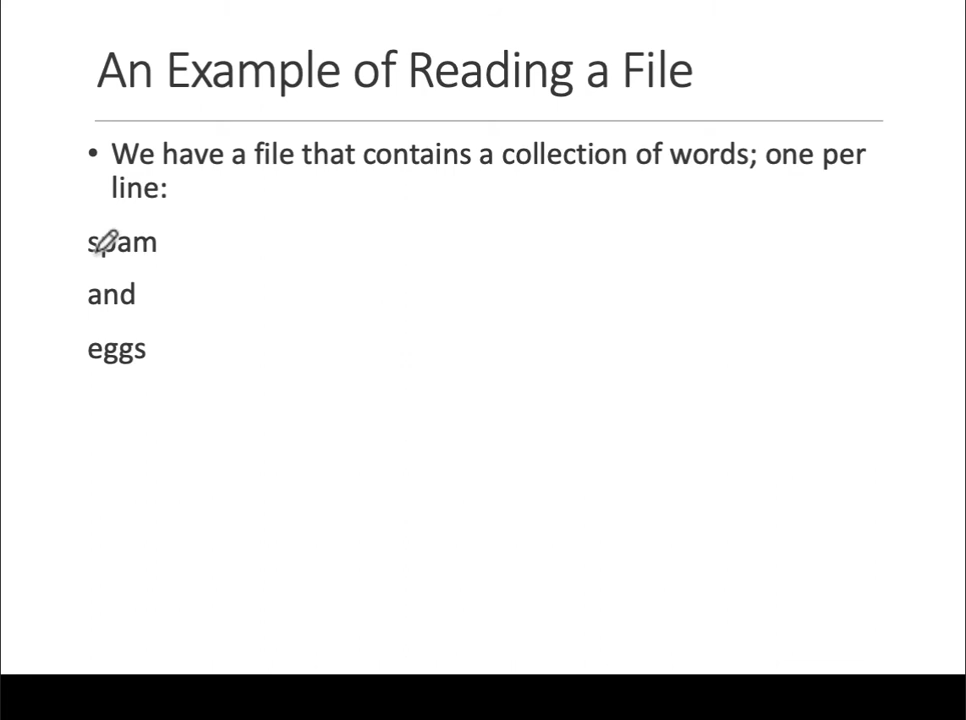 An Example of Reading a File
• We have a file that contains a collection of words; one per
line:
spam
and
eggs